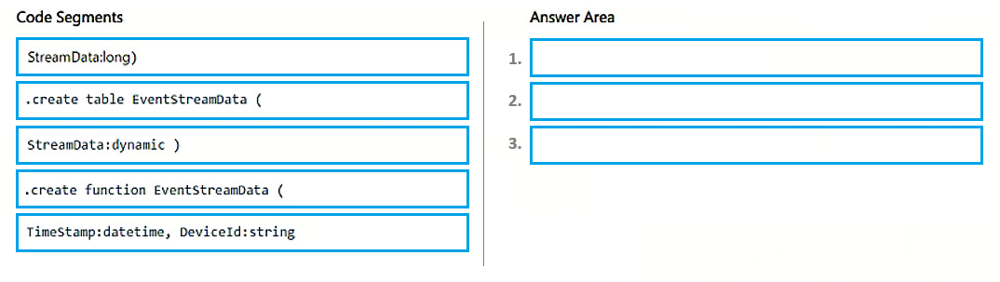 Code Segments
Answer Area
StreamData:long)
.create table EventStreamData (
StreamData:dynamic )
.create function EventStreamData (
TimeStamp:datetime, DeviceId:string
1.
2.
3.